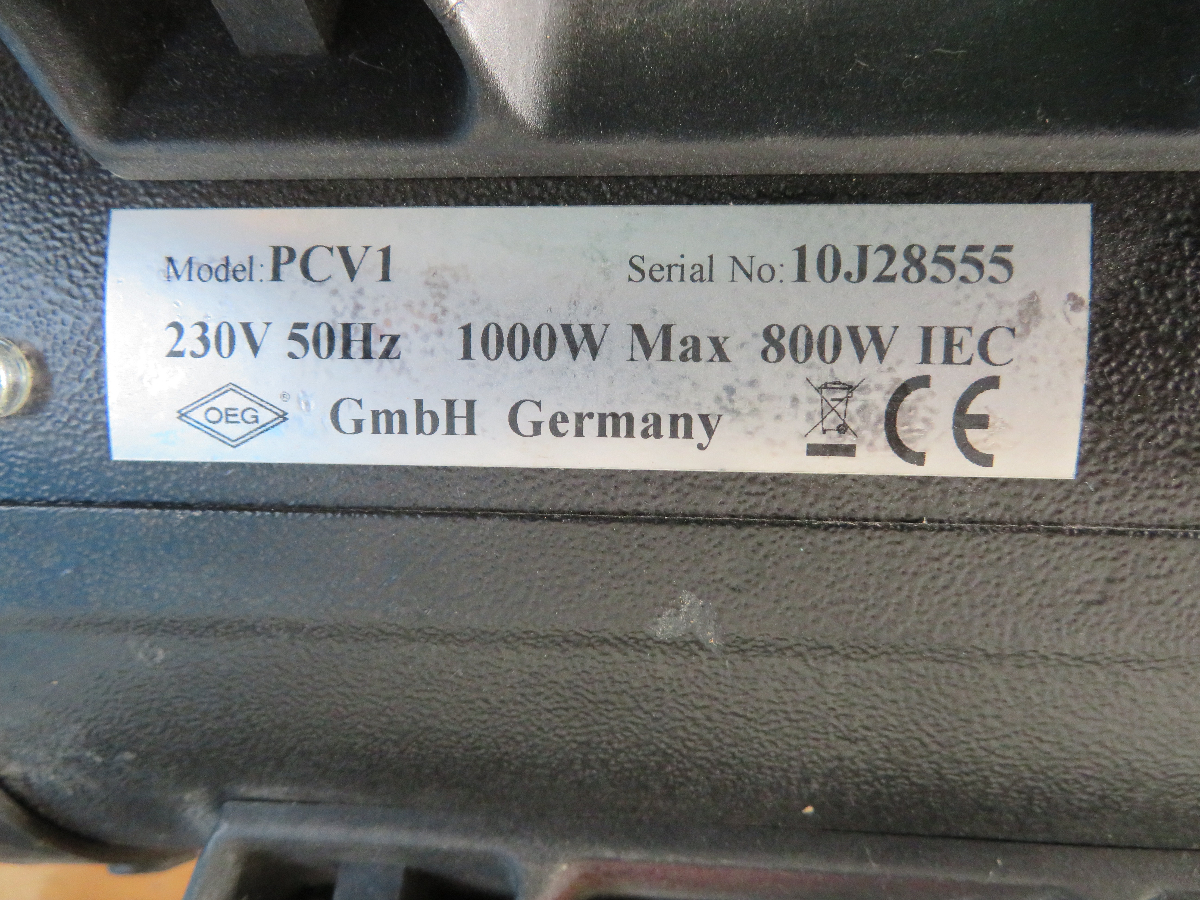 Model: PCV1 Serial No: 10J28555
230V 50Hz 1000W Max 800W IEC
OEG® GmbH Germany CE